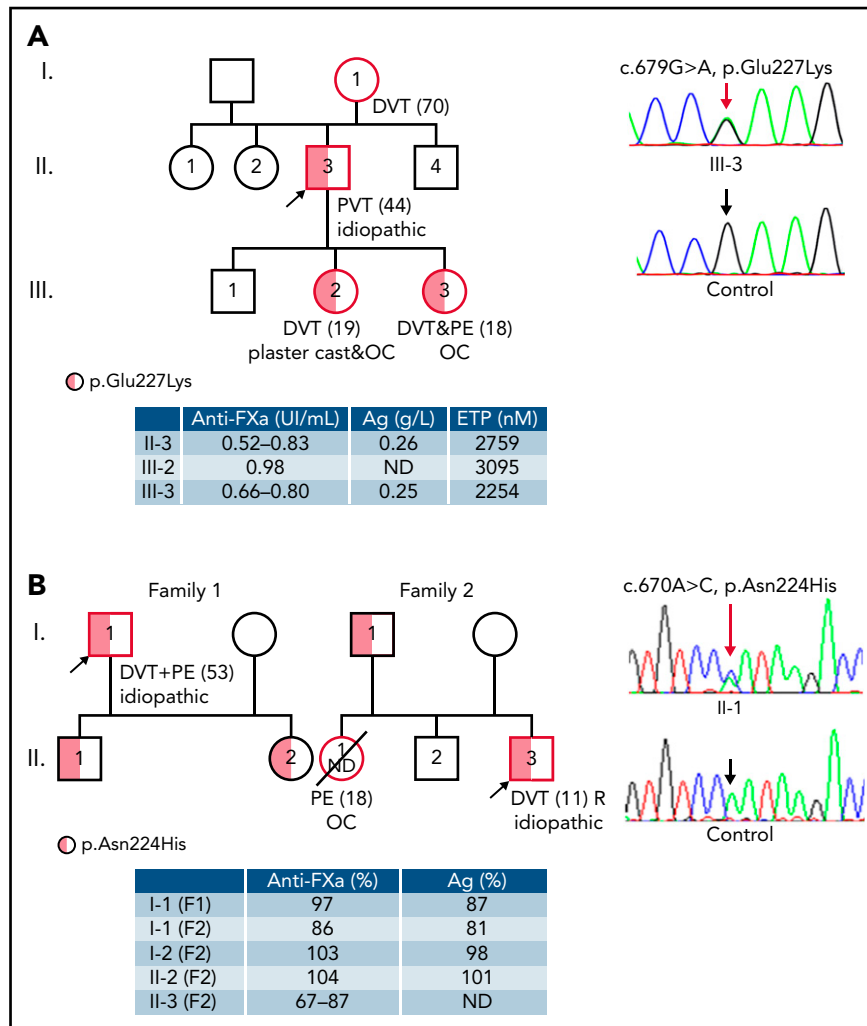 A
I.
1
DVT (70)
c.679G>A, p.Glu227Lys
III-3
II.
1 2 3 4
PVT (44)
idiopathic
Control
III.
1 2 3
DVT (19) DVT&PE (18)
plaster cast&OC OC
p.Glu227Lys
Anti-FXa (UI/mL) Ag (g/L) ETP (nM)
II-3 0.52–0.83 0.26 2759
III-2 0.98 ND 3095
III-3 0.66–0.80 0.25 2254
B
Family 1 Family 2
c.670A>C, p.Asn224His
I.
1 1
DVT+PE (53)
idiopathic
II-1
II.
1 2 1 2 3
ND
PE (18) DVT (11) R
OC idiopathic
Control
p.Asn224His
Anti-FXa (%) Ag (%)
I-1 (F1) 97 87
I-1 (F2) 86 81
I-2 (F2) 103 98
II-2 (F2) 104 101
II-3 (F2) 67–87 ND